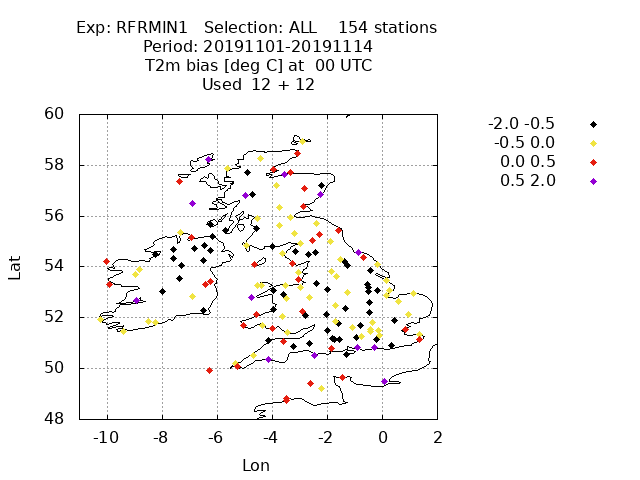 Exp: RFRMIN1 Selection: ALL 154 stations
Period: 20191101-20191114
T2m bias [deg C] at 00 UTC
Used 12 + 12
-2.0 -0.5
-0.5 0.0
0.0 0.5
0.5 2.0
60
58
56
54
52
50
48
Lat
-10 -8 -6 -4 -2 0 2
Lon